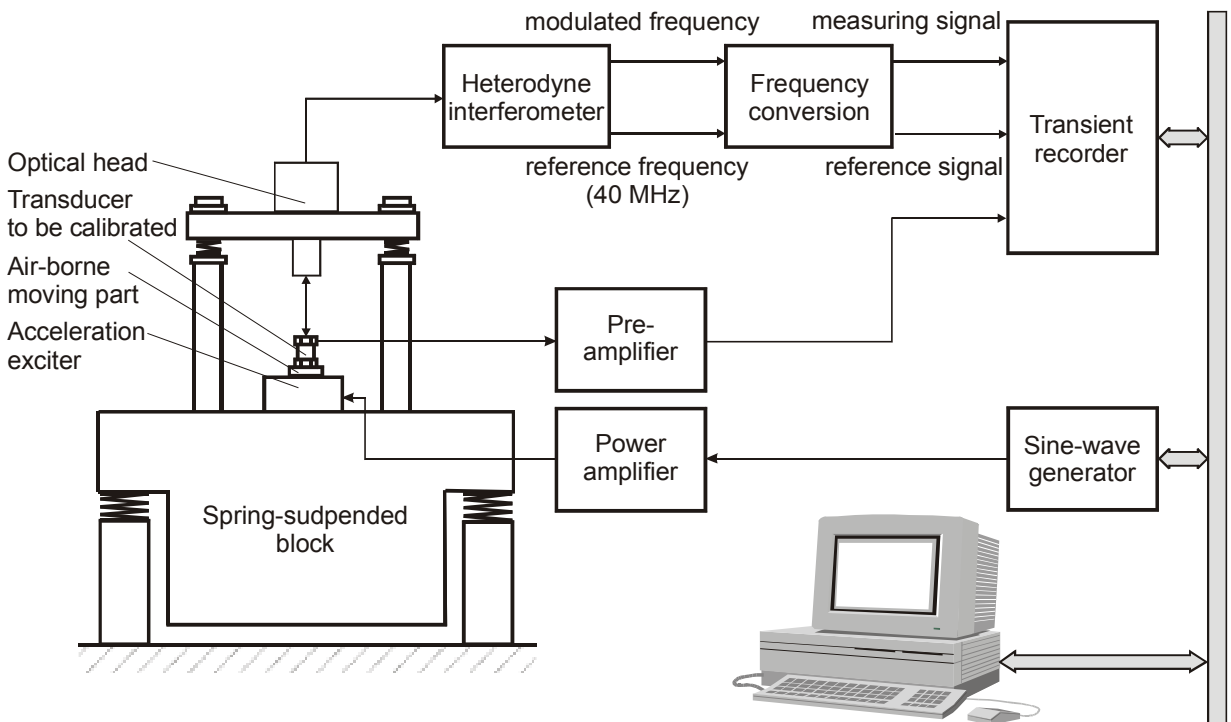 modulated frequency
measuring signal
Heterodyne
interferometer
Frequency
conversion
Transient
recorder
reference frequency
(40 MHz)
reference signal
Optical head
Transducer
to be calibrated
Air-borne
moving part
Acceleration
exciter
Pre-
amplifier
Power
amplifier
Sine-wave
generator
Spring-sudpended
block